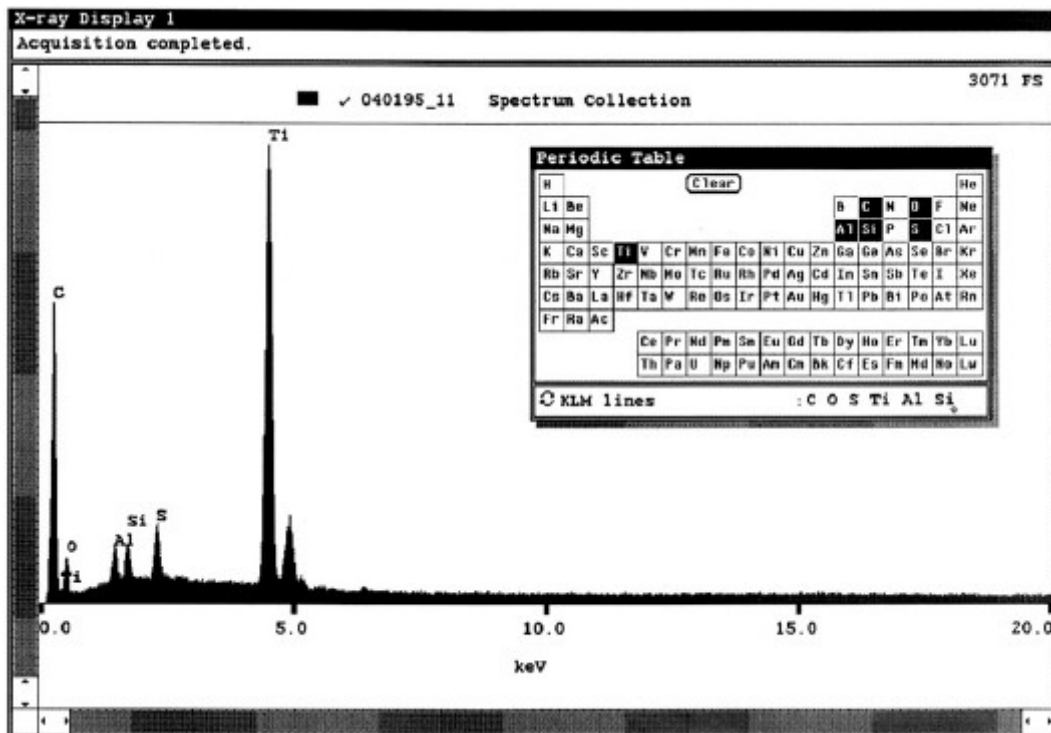 X-ray Display 1
Acquisition completed.
3071 FS
✓ 040195_11 Spectrum Collection
Ti
Periodic Table
H Clear He
Li Be B C N O F Ne
Na Mg Al Si P S Cl Ar
K Ca Sc Ti V Cr Mn Fe Co Ni Cu Zn Ga Ge As Se Br Kr
Rb Sr Y Zr Nb Mo Tc Ru Rh Pd Ag Cd In Sn Sb Te I Xe
Cs Ba La Hf Ta W Re Os Ir Pt Au Hg Tl Pb Bi Po At Rn
Fr Ra Ac
Ce Pr Nd Pm Sm Eu Gd Tb Dy Ho Er Tm Yb Lu
Th Pa U Np Pu Am Cm Bk Cf Es Fm Md No Lw
KLM lines :C O S Ti Al Si
C
Si S
O Al
Ti
0.0 5.0 10.0 15.0 20.0
keV